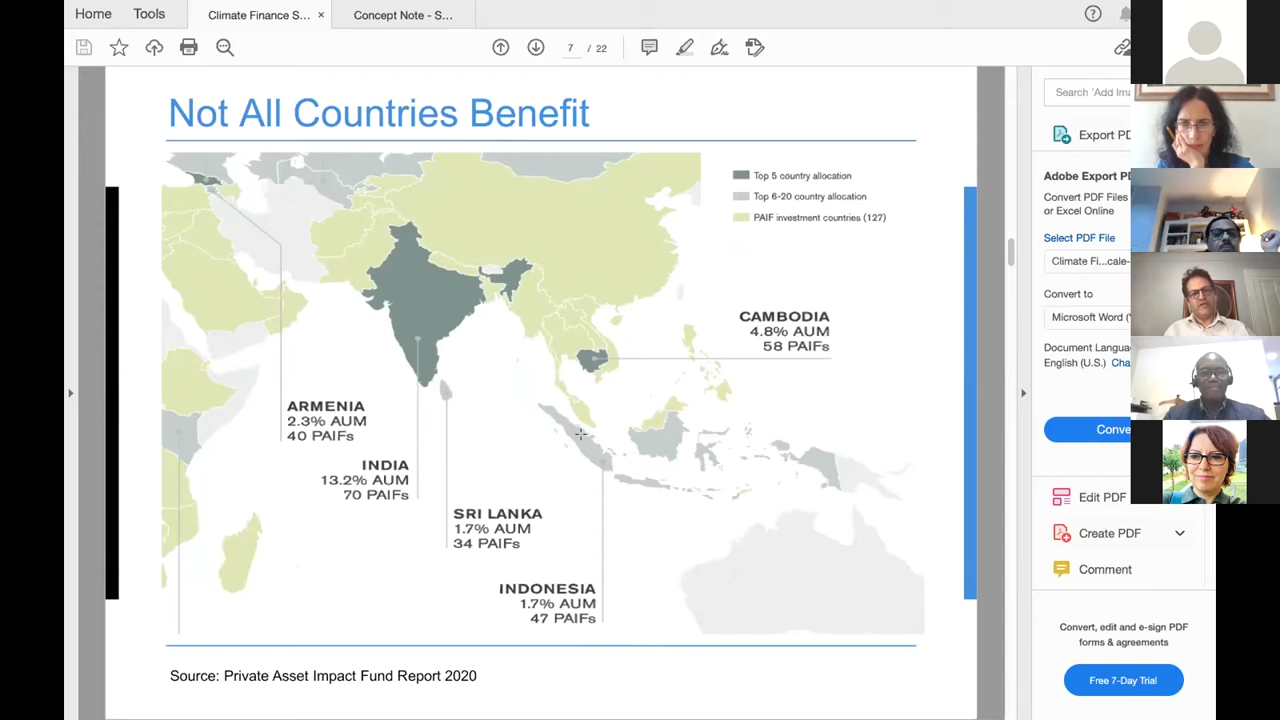 Home
Tools
Climate Finance S...
×
Concept Note - S...
7 / 22
Not All Countries Benefit
Top 5 country allocation
Top 6-20 country allocation
PAIF investment countries (127)
CAMBODIA
4.8% AUM
58 PAIFs
ARMENIA
2.3% AUM
40 PAIFs
INDIA
13.2% AUM
70 PAIFs
SRI LANKA
1.7% AUM
34 PAIFs
INDONESIA
1.7% AUM
47 PAIFs
Source: Private Asset Impact Fund Report 2020
Search 'Add Ima
Export PD
Adobe Export P
Convert PDF Files
or Excel Online
Select PDF File
Climate Fi...cale-
Convert to
Microsoft Word (
Document Langua
English (U.S.) Cha
Conve
Edit PDF
Create PDF
Comment
Convert, edit and e-sign PDF
forms & agreements
Free 7-Day Trial